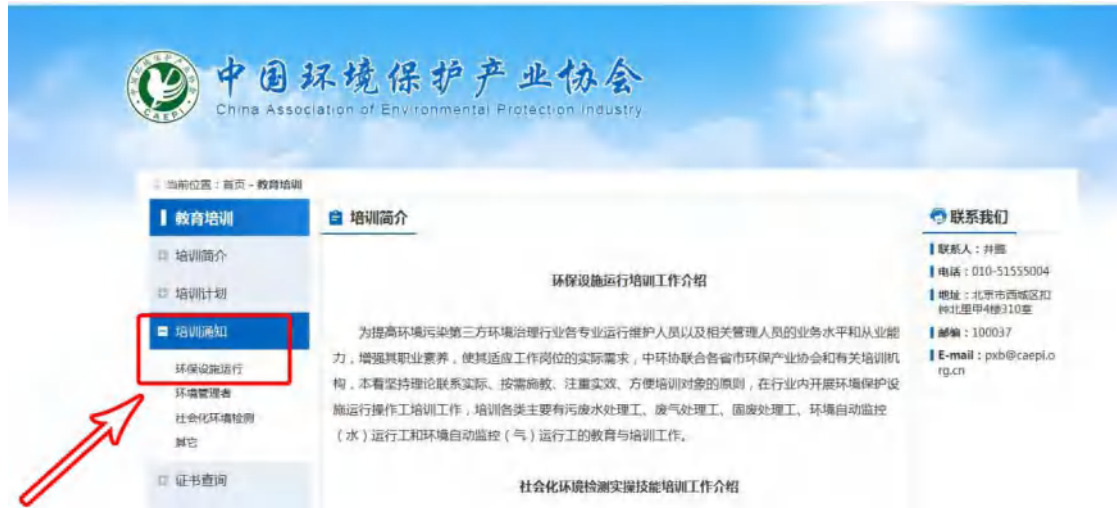 中国环境保护产业协会
China Association of Environmental Protection Industry
CAEPI
当前位置：首页 - 教育培训
教育培训
培训简介
培训计划
培训通知
环保设施运行
环境管理者
社会化环境检测
其它
证书查询
培训简介
环保设施运行培训工作介绍
为提高环境污染第三方环境治理行业各专业运行维护人员以及相关管理人员的业务水平和从业能
力，增强其职业素养，使其适应工作岗位的实际需求，中环协联合各省市环保产业协会和有关培训机
构，本着坚持理论联系实际、按需施教、注重实效、方便培训对象的原则，在行业内开展环境保护设
施运行操作工培训工作，培训各类主要有污废水处理工、废气处理工、固废处理工、环境自动监控
（水）运行工和环境自动监控（气）运行工的教育与培训工作。
社会化环境检测实操技能培训工作介绍
联系我们
联系人：井
电话：010-51555004
地址：北京市西城区扣
钟北里甲4楼310室
邮编：100037
E-mail：pxb@caepi.o
rg.cn